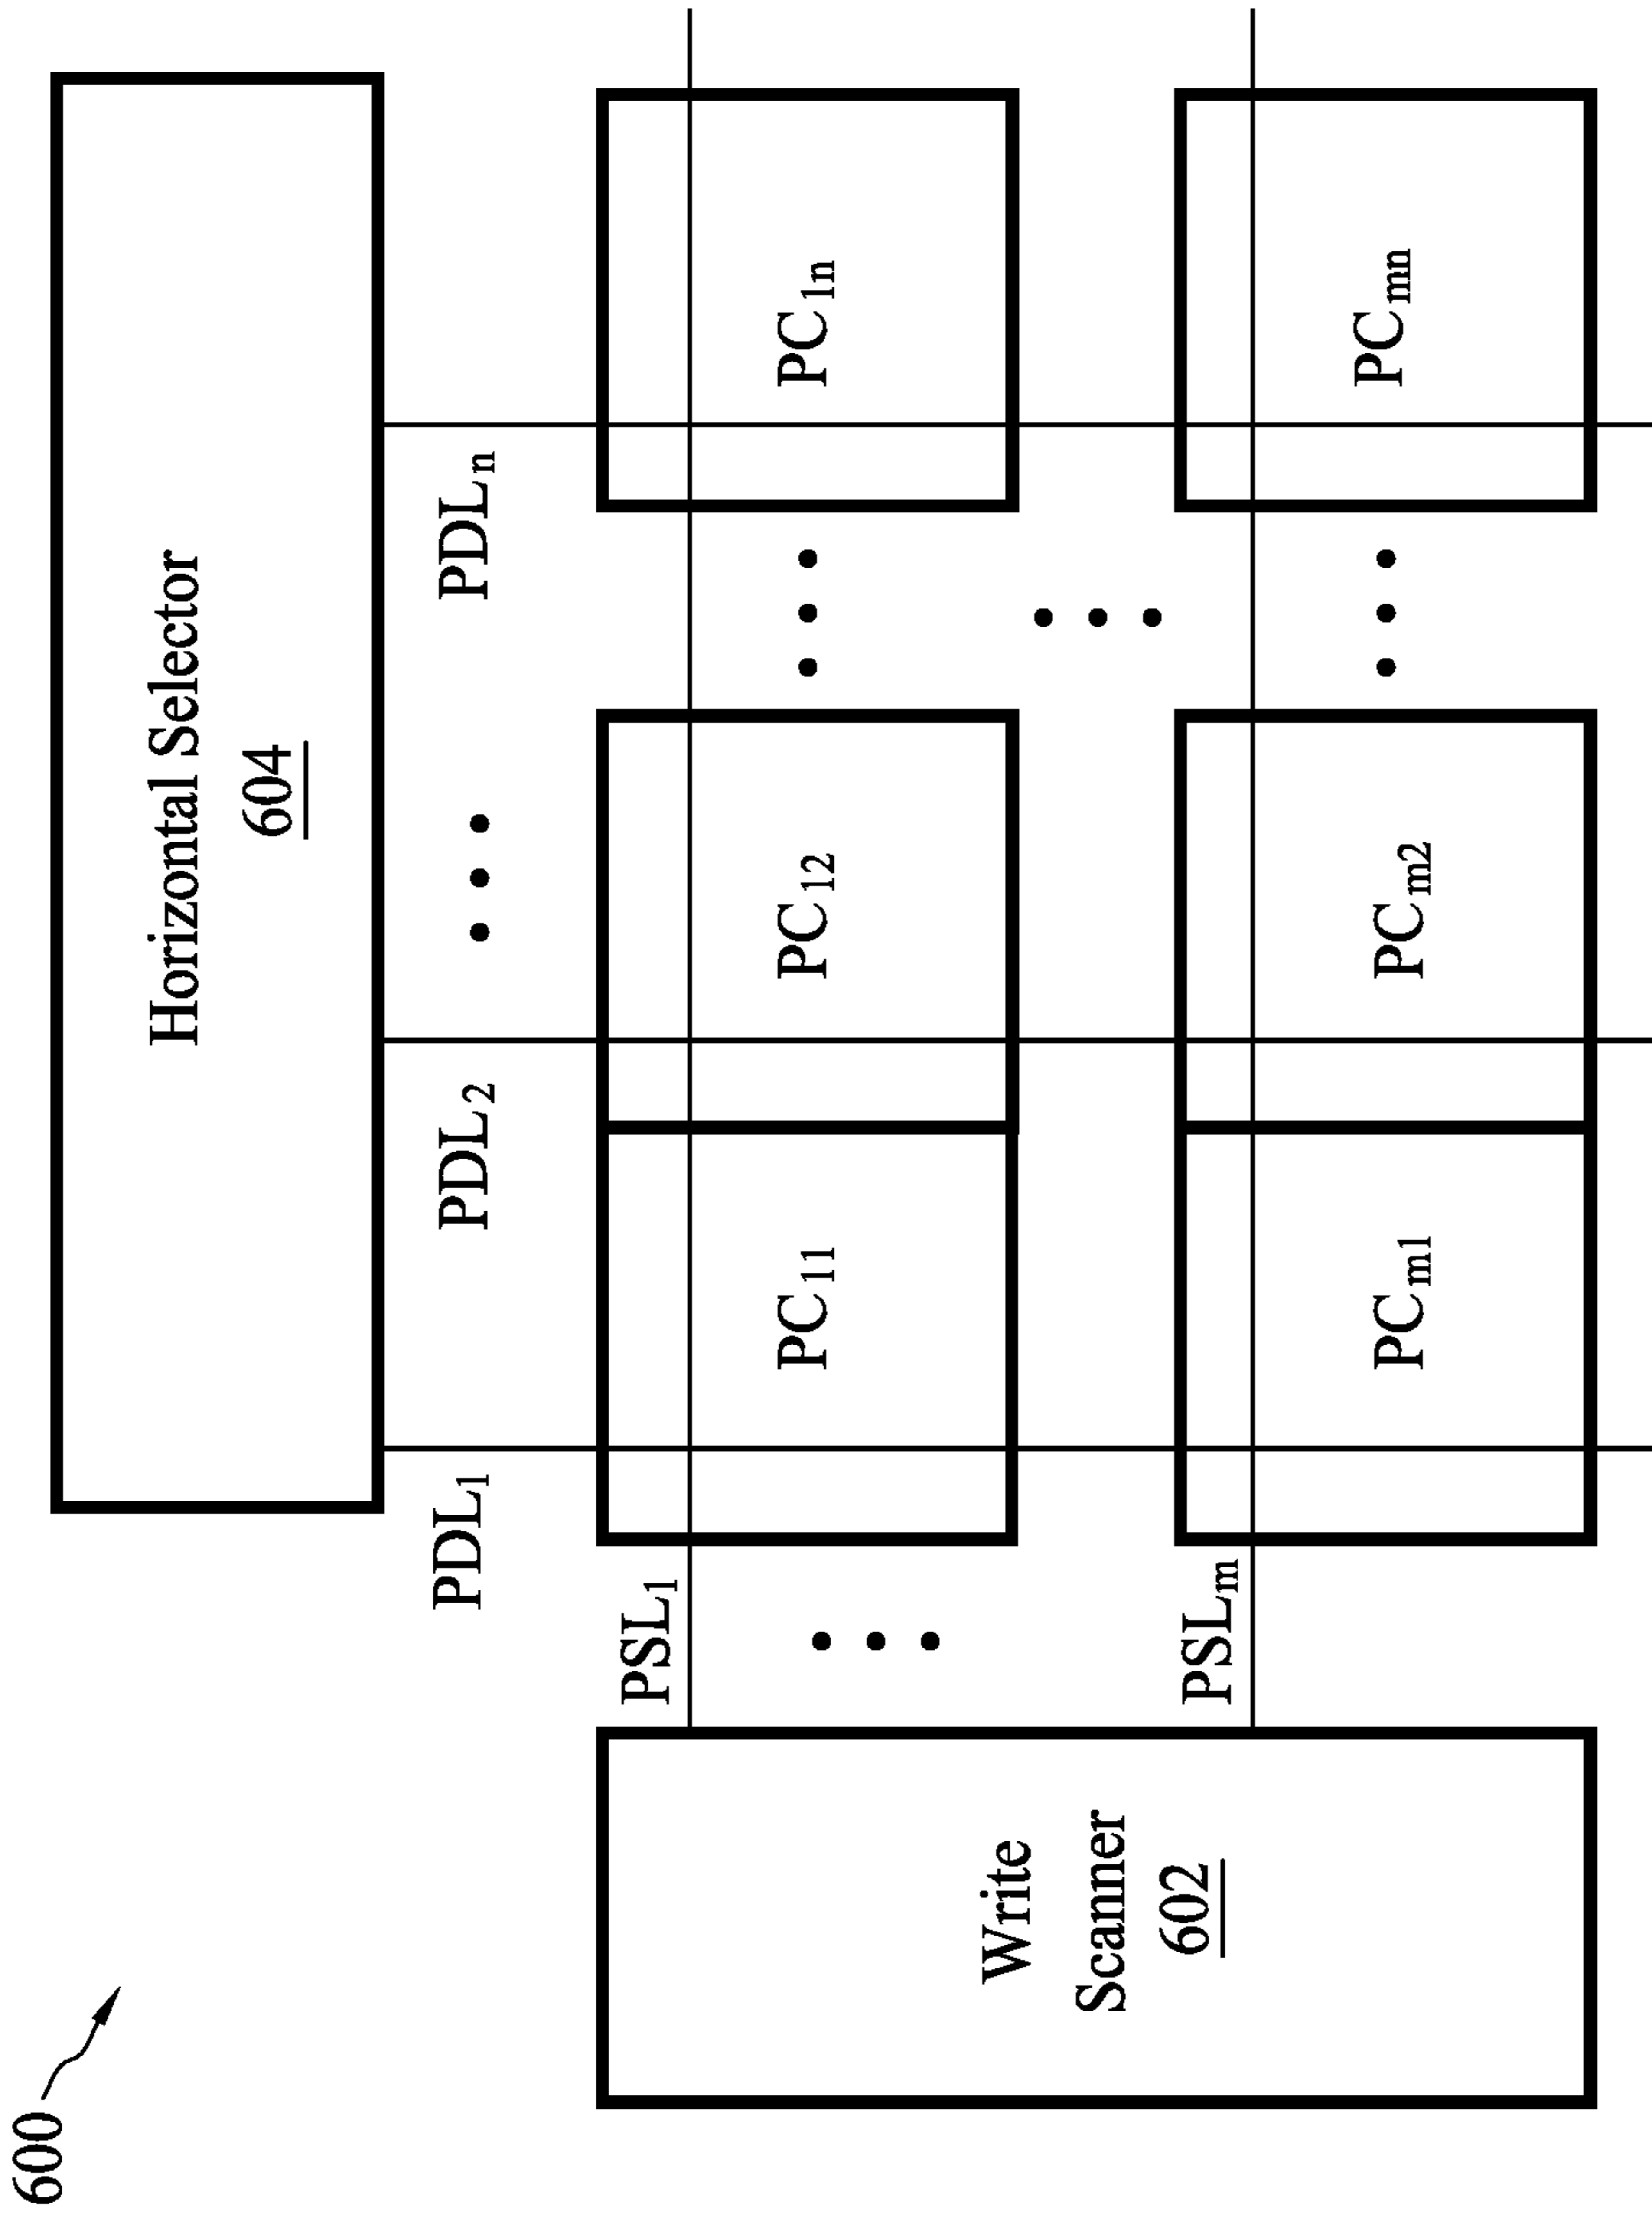 600
Horizontal Selector
604
PDL1 PDL2 PDLn
PSL1
PC11 PC12 PC1n
Write
Scanner
602
PSLm
PCm1 PCm2 PCmn